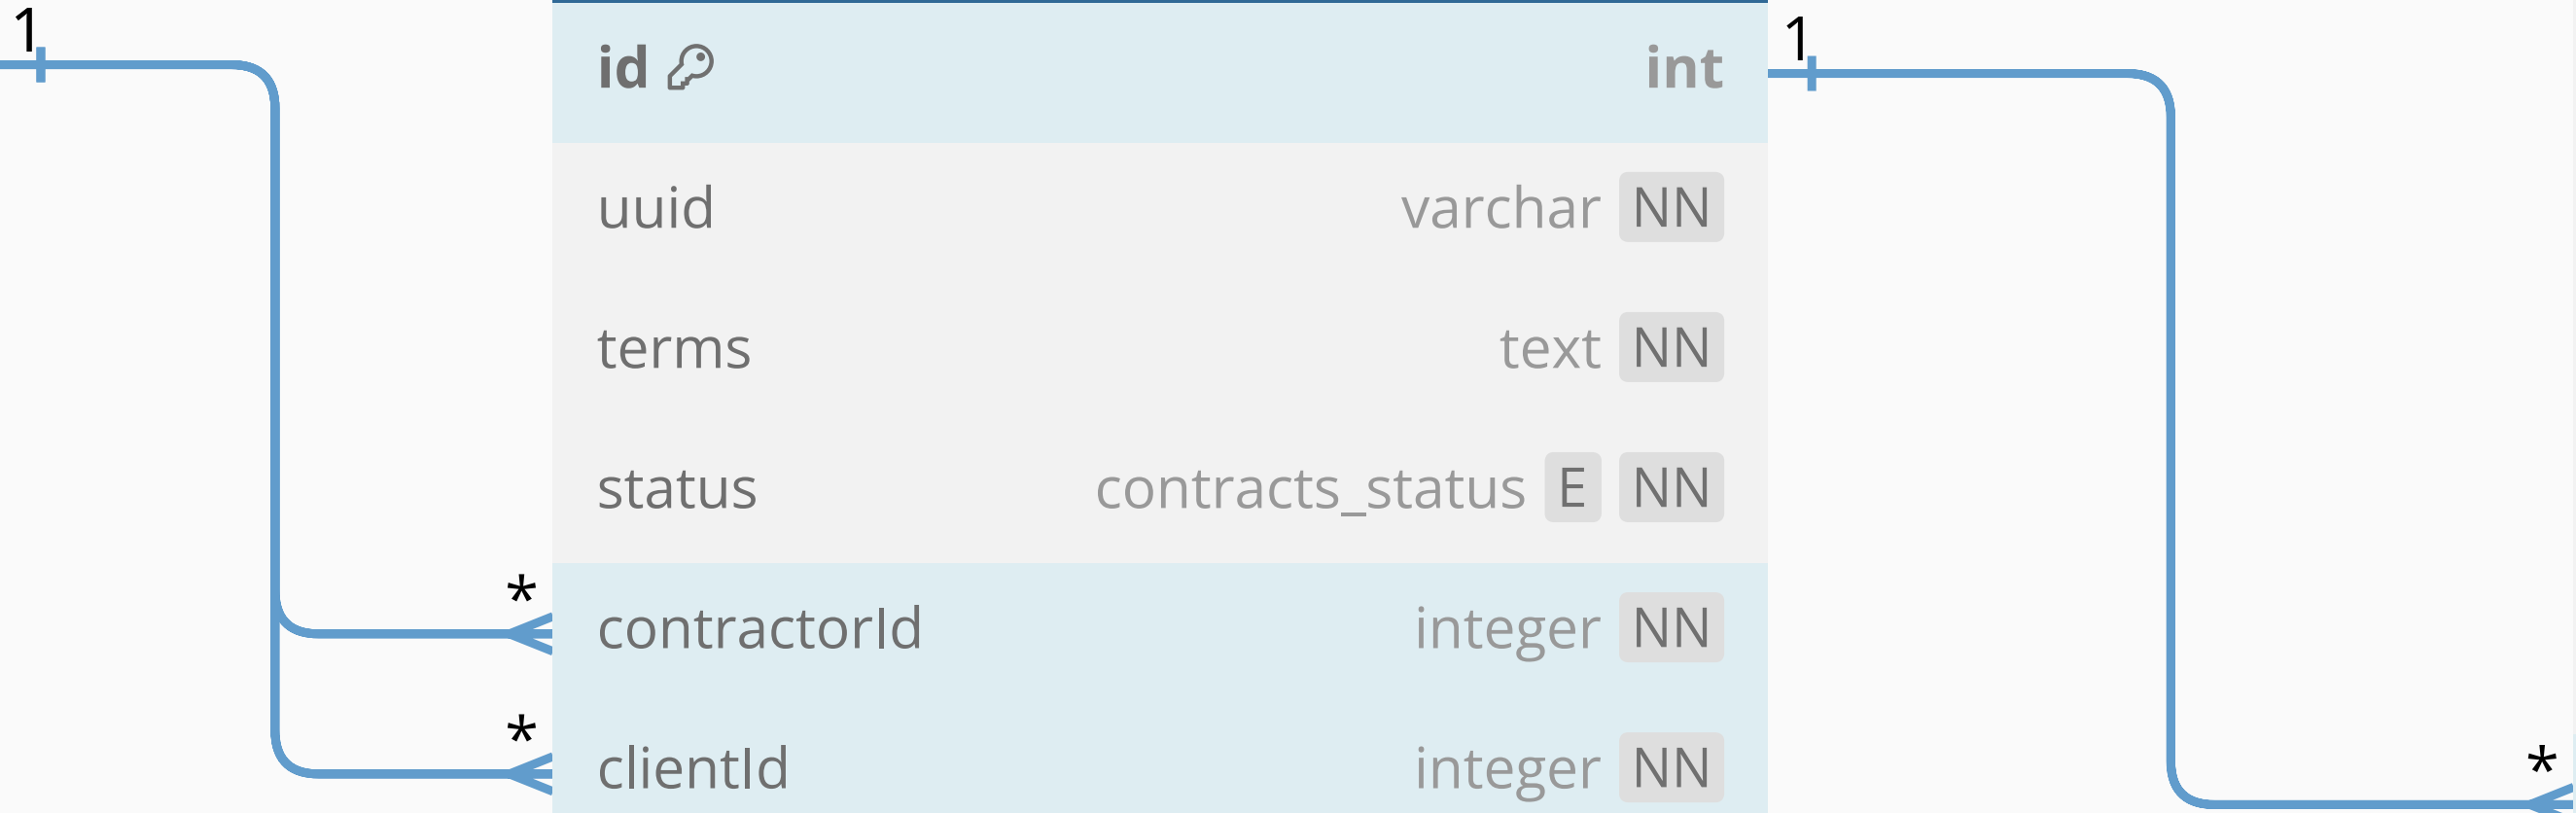 1
id int
1
uuid varchar NN
terms text NN
status contracts_status E NN
*
contractorId integer NN
*
clientId integer NN
*